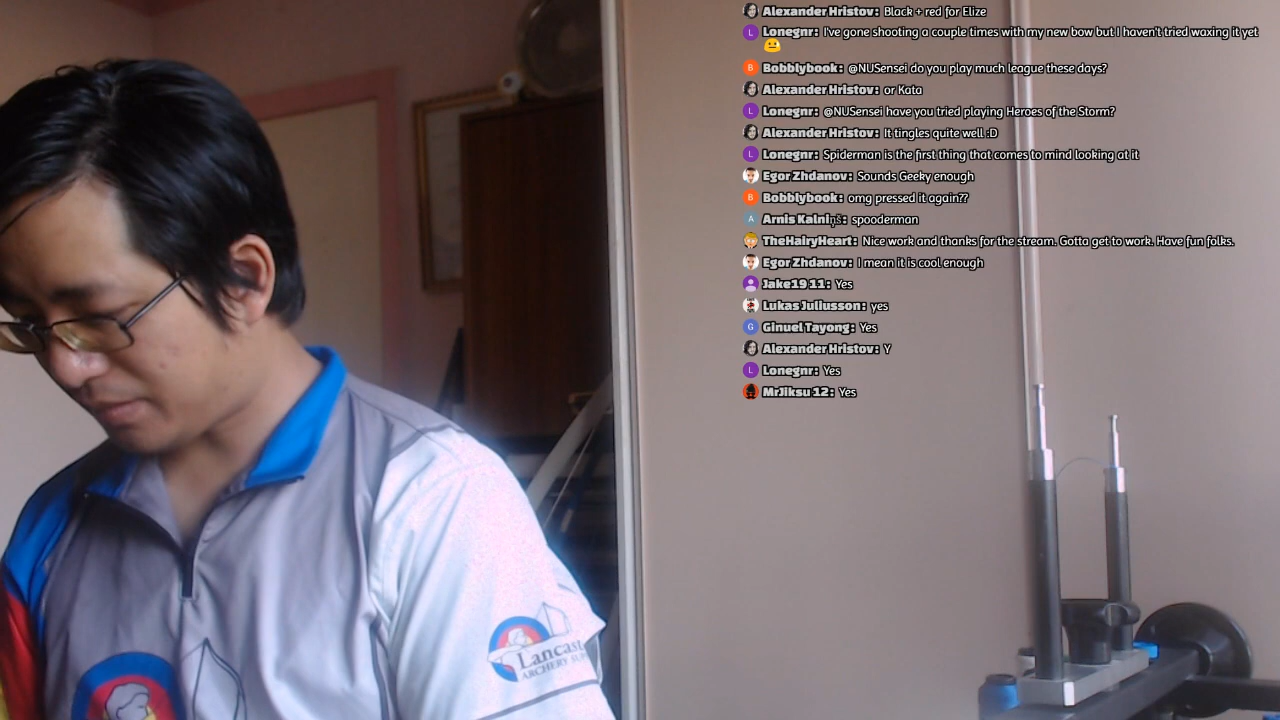 Alexander Hristov: Black + red for Elize
Lonegnr: I've gone shooting a couple times with my new bow but I haven't tried waxing it yet
Bobblybook: @NUSensei do you play much league these days?
Alexander Hristov: or Kata
Lonegnr: @NUSensei have you tried playing Heroes of the Storm?
Alexander Hristov: It tingles quite well :D
Lonegnr: Spiderman is the first thing that comes to mind looking at it
Egor Zhdanov: Sounds Geeky enough
Bobblybook: omg pressed it again??
Arnis Kalniņš: spooderman
TheHairyHeart: Nice work and thanks for the stream. Gotta get to work. Have fun folks.
Egor Zhdanov: I mean it is cool enough
Jake19 11: Yes
Lukas Juliusson: yes
Ginuel Tayong: Yes
Alexander Hristov: Y
Lonegnr: Yes
MrJiksu 12: Yes
Lancast
ARCHERY SUP